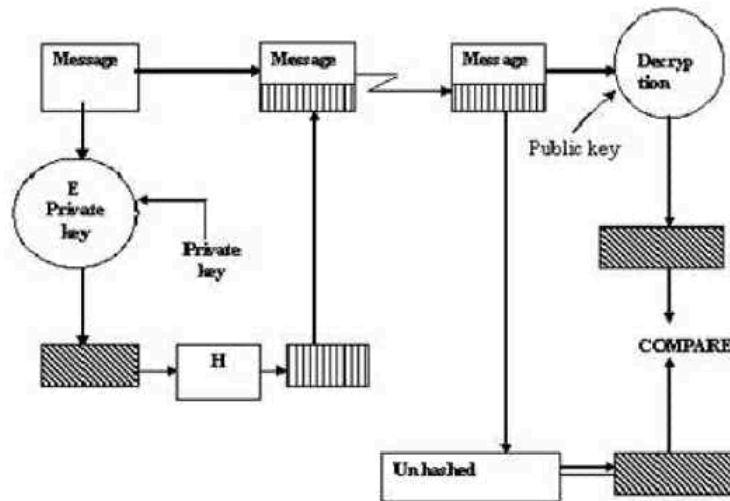 Message
Message
Message
Decryp
tion
Public key
E
Private
key
Private
key
H
COMPARE
Unhashed